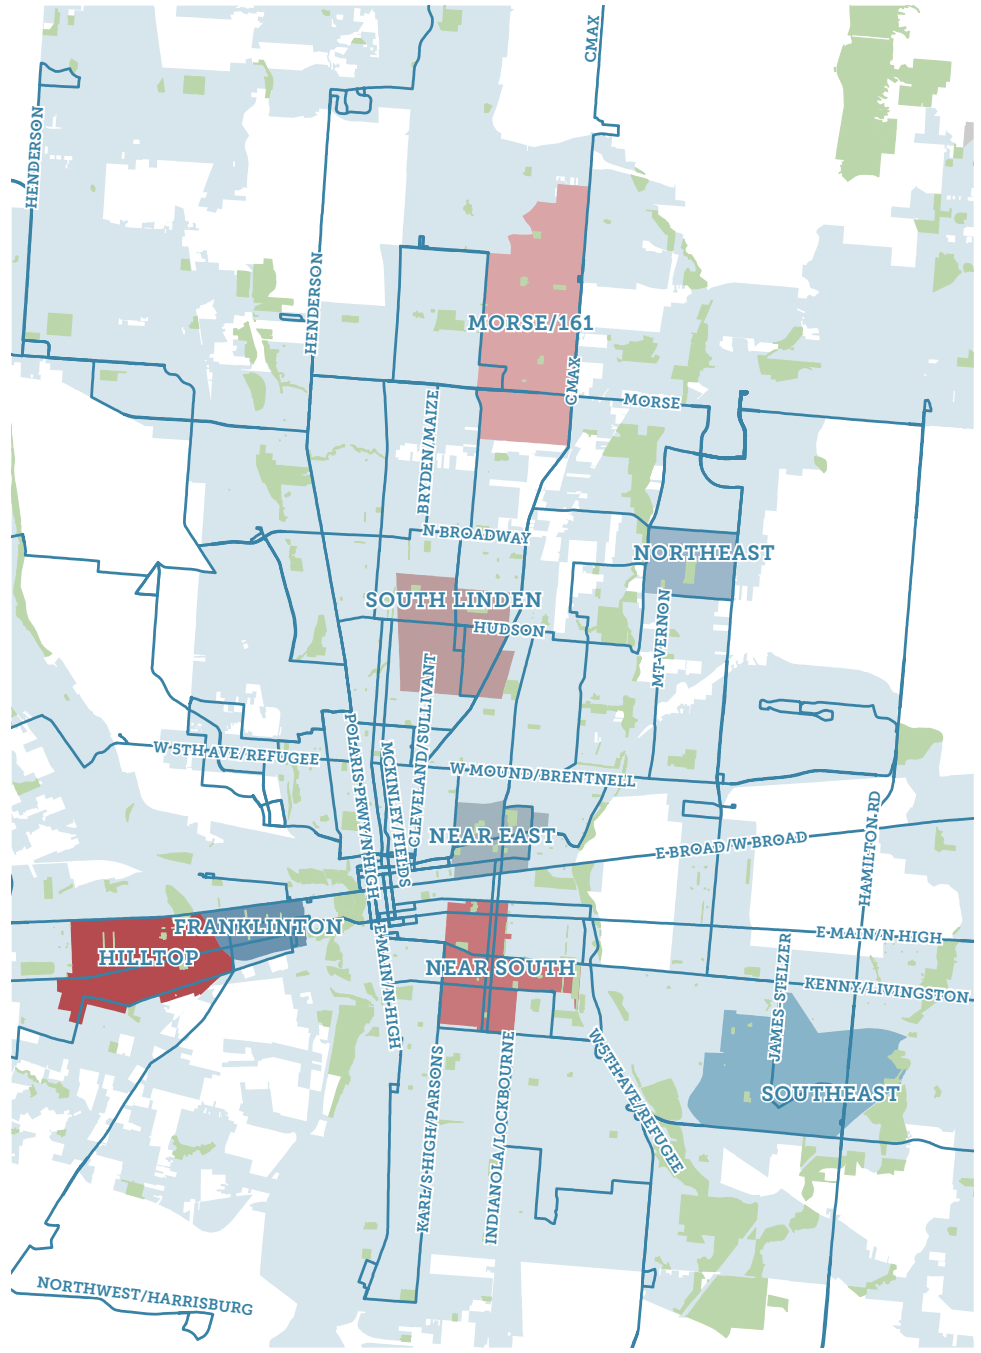 CMAX
HENDERSON
HENDERSON
MORSE/161
CMAX
MORSE
BRYDEN/MAIZE
N BROADWAY
NORTHEAST
SOUTH LINDEN
HUDSON
MT VERNON
CLEVELAND/SULLIVANT
POLARIS PKWY/N HIGH
MCKINLEY/FIELDS
W 5TH AVE/REFUGEE
W MOUND/BRENTNELL
NEAR EAST
E BROAD/W BROAD
HAMILTON RD
FRANKLINTON
HILLTOP
E MAIN/N HIGH
E MAIN/N HIGH
NEAR SOUTH
JAMES-STELZER
KENNY/LIVINGSTON
W 5TH AVE/REFUGEE
SOUTHEAST
KARL/S HIGH/PARSONS
INDIANOLA/LOCKBOURNE
NORTHWEST/HARRISBURG